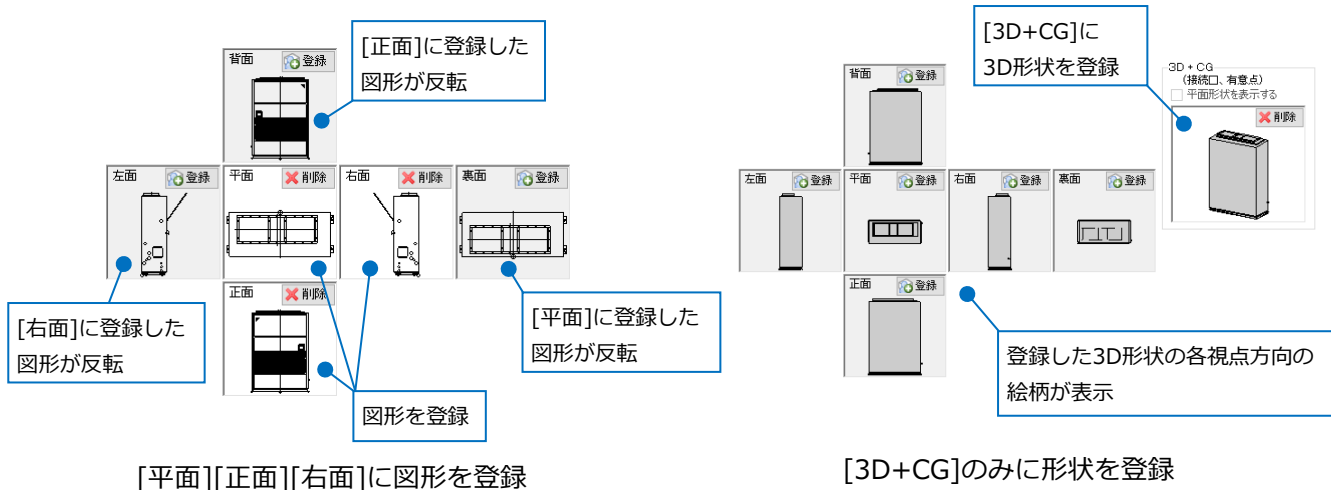 [正面]に登録した
図形が反転
背面 登録
左面 登録
平面 削除
右面 削除
裏面 登録
正面 削除
[右面]に登録した
図形が反転
[平面]に登録した
図形が反転
図形を登録
[平面][正面][右面]に図形を登録
[3D+CG]に
3D形状を登録
3D+CG
(接続口、有意点)
平面形状を表示する
削除
背面 登録
左面 登録
平面 登録
右面 登録
裏面 登録
正面 登録
登録した3D形状の各視点方向の
絵柄が表示
[3D+CG]のみに形状を登録